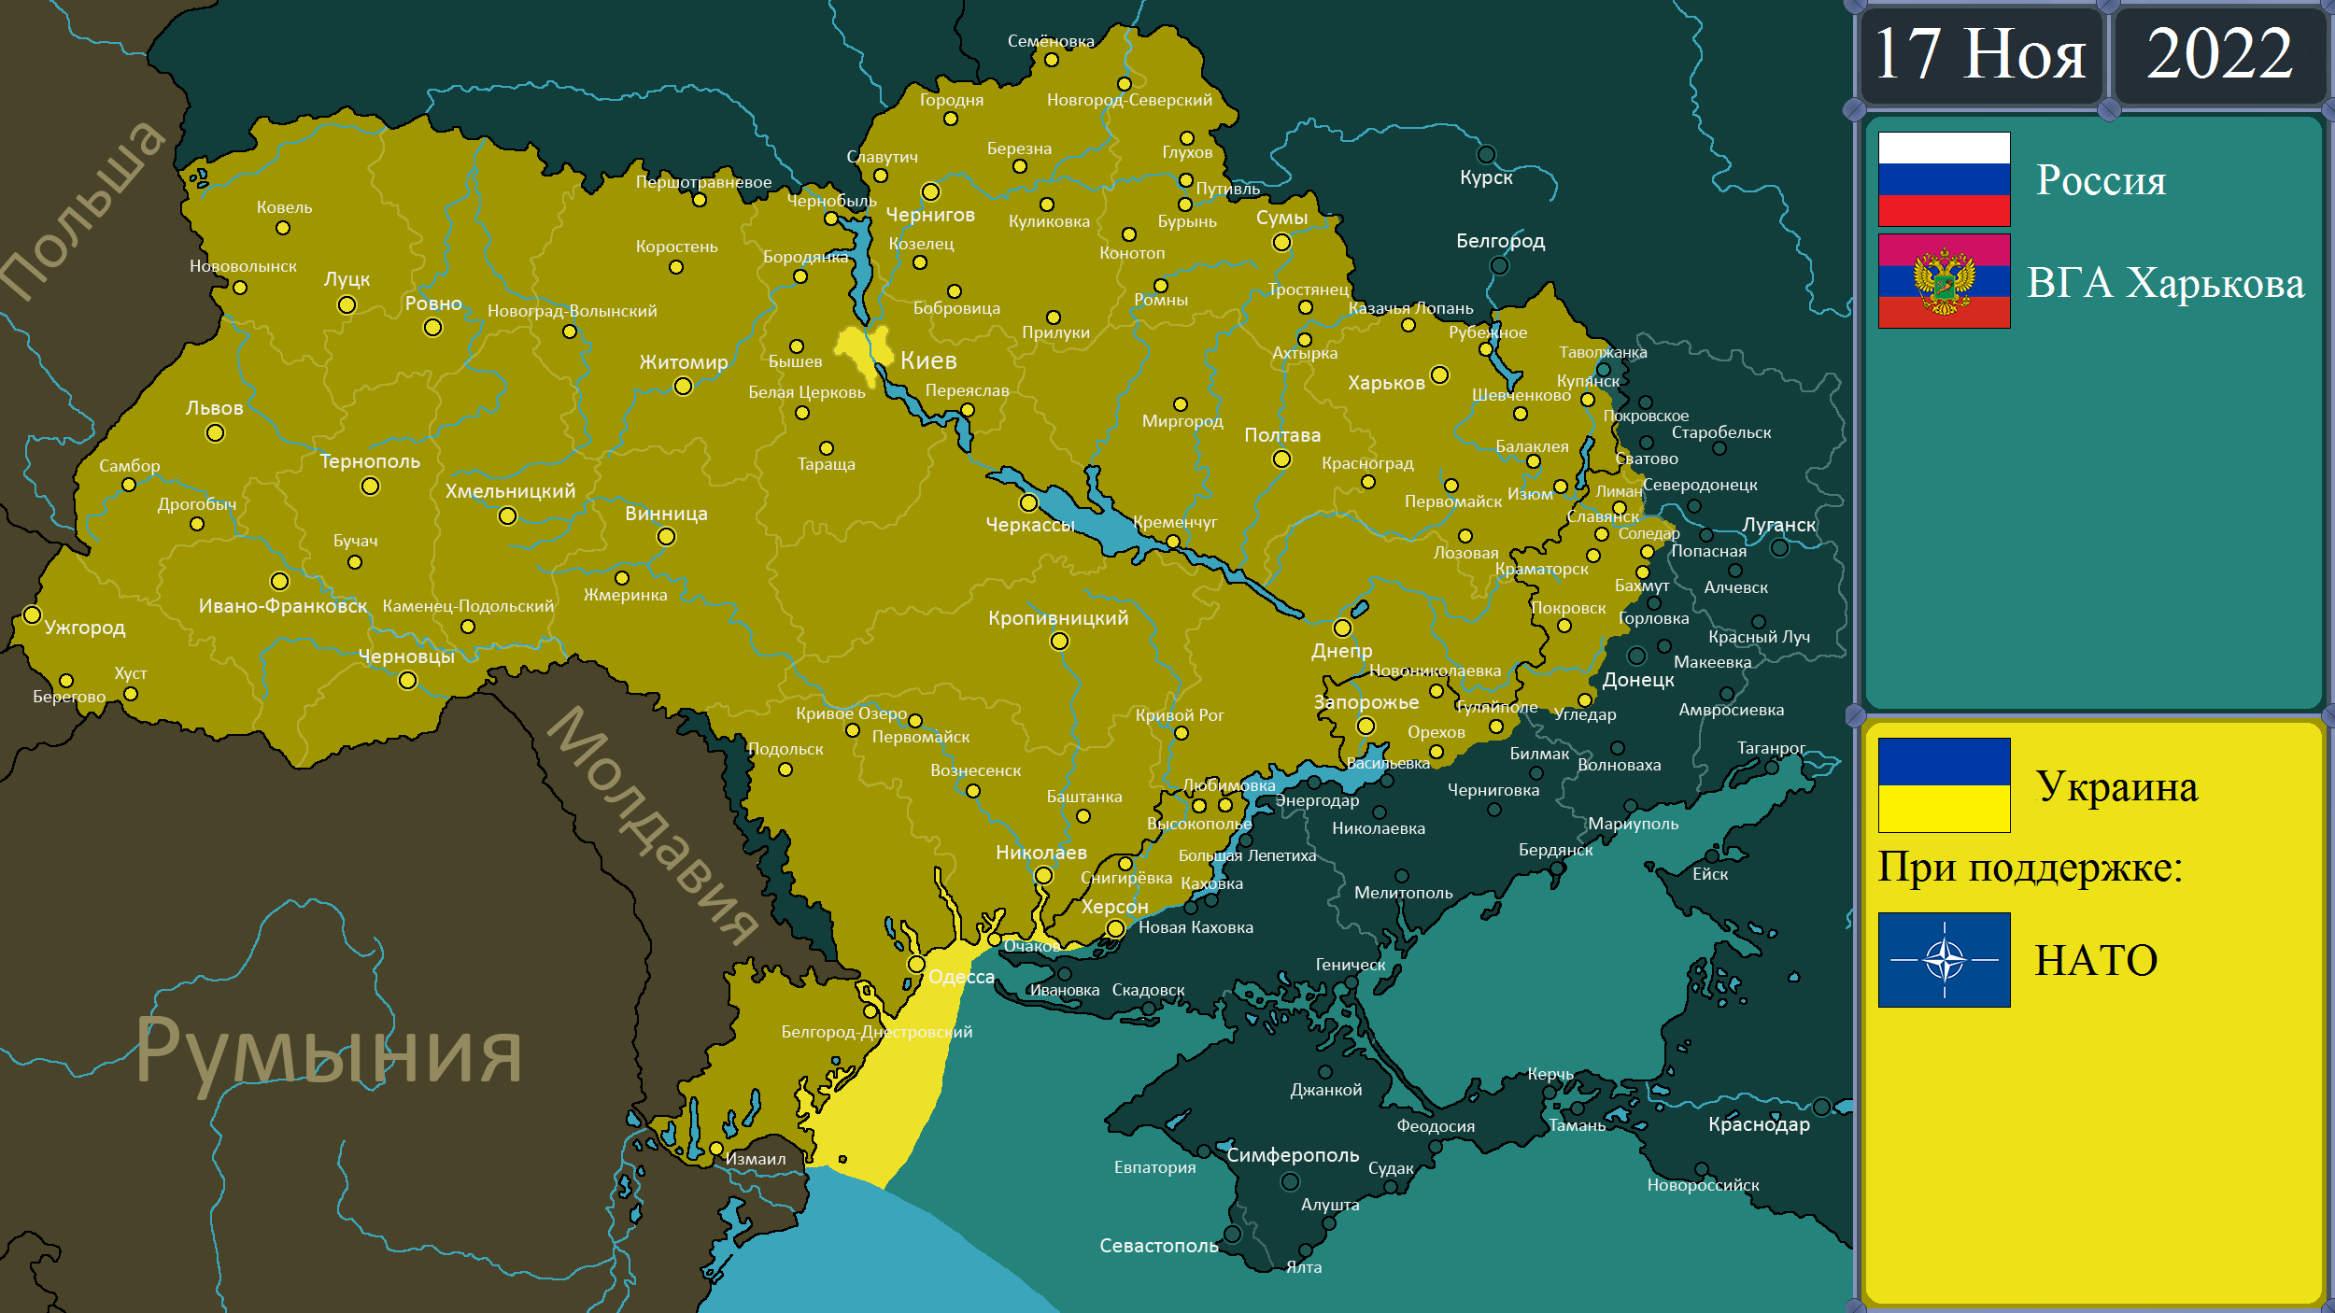 17 Ноя
2022
Россия
ВГА Харькова
Украина
При поддержке:
НАТО
Польша
Румыния
Молдавия
Семёновка
Городня
Новгород-Северский
Славутич
Березна
Глухов
Курск
Першотравневое
Чернобыль
Чернигов
Куликовка
Путивль
Бурынь
Сумы
Ковель
Коростень
Бородянка
Козелец
Конотоп
Белгород
Нововолынск
Луцк
Ровно
Новоград-Волынский
Бобровица
Прилуки
Ромны
Тростянец
Казачья Лопань
Рубежное
Житомир
Бышев
Киев
Ахтырка
Таволжанка
Харьков
Купянск
Белая Церковь
Переяслав
Шевченково
Львов
Миргород
Покровское
Старобельск
Полтава
Балаклея
Сватово
Самбор
Тернополь
Тараща
Красноград
Дрогобыч
Хмельницкий
Винница
Первомайск
Изюм
Лиман
Северодонецк
Черкассы
Кременчуг
Славянск
Соледар
Луганск
Бучач
Лозовая
Попасная
Краматорск
Бахмут
Алчевск
Жмеринка
Ивано-Франковск
Каменец-Подольский
Кропивницкий
Покровск
Горловка
Ужгород
Красный Луч
Черновцы
Днепр
Новониколаевка
Макеевка
Донецк
Хуст
Берегово
Запорожье
Гуляйполе
Угледар
Амвросиевка
Кривое Озеро
Первомайск
Кривой Рог
Орехов
Подольск
Билмак
Волноваха
Таганрог
Вознесенск
Васильевка
Любимовка
Энергодар
Черниговка
Баштанка
Высокополье
Николаевка
Мариуполь
Николаев
Большая Лепетиха
Бердянск
Снигирёвка
Каховка
Мелитополь
Ейск
Херсон
Новая Каховка
Очаков
Одесса
Геническ
Ивановка
Скадовск
Белгород-Днестровский
Джанкой
Керчь
Феодосия
Тамань
Краснодар
Измаил
Евпатория
Симферополь
Судак
Новороссийск
Алушта
Севастополь
Ялта